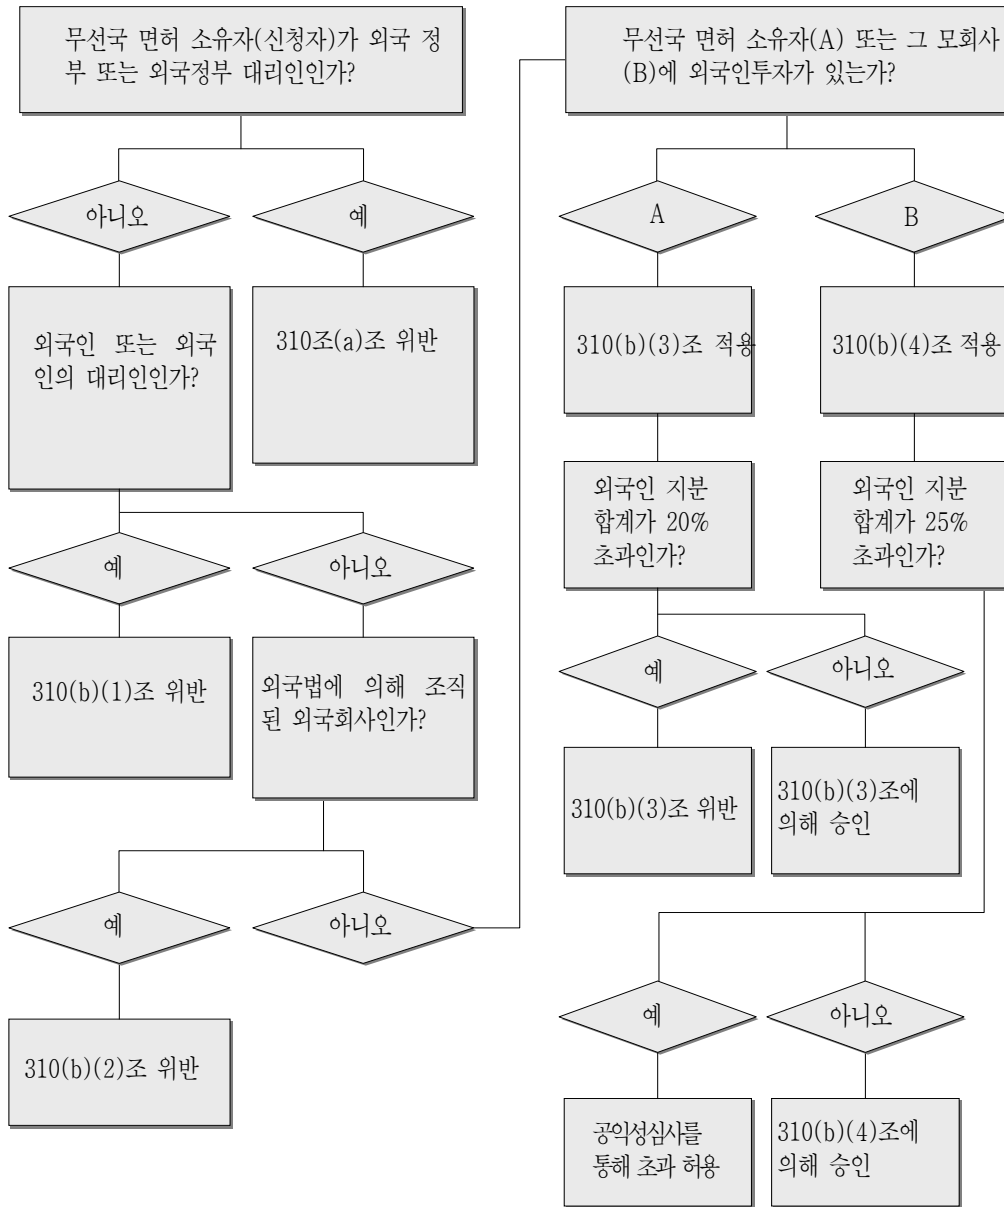 무선국 면허 소유자(신청자)가 외국 정
부 또는 외국정부 대리인인가?
아니오
예
외국인 또는 외국
인의 대리인인가?
310조(a)조 위반
예
아니오
310(b)(1)조 위반
외국법에 의해 조직
된 외국회사인가?
예
아니오
310(b)(2)조 위반
무선국 면허 소유자(A) 또는 그 모회사
(B)에 외국인투자가 있는가?
A
B
310(b)(3)조 적용
310(b)(4)조 적용
외국인 지분
합계가 20%
초과인가?
외국인 지분
합계가 25%
초과인가?
예
아니오
310(b)(3)조 위반
310(b)(3)조에
의해 승인
예
아니오
공익성심사를
통해 초과 허용
310(b)(4)조에
의해 승인